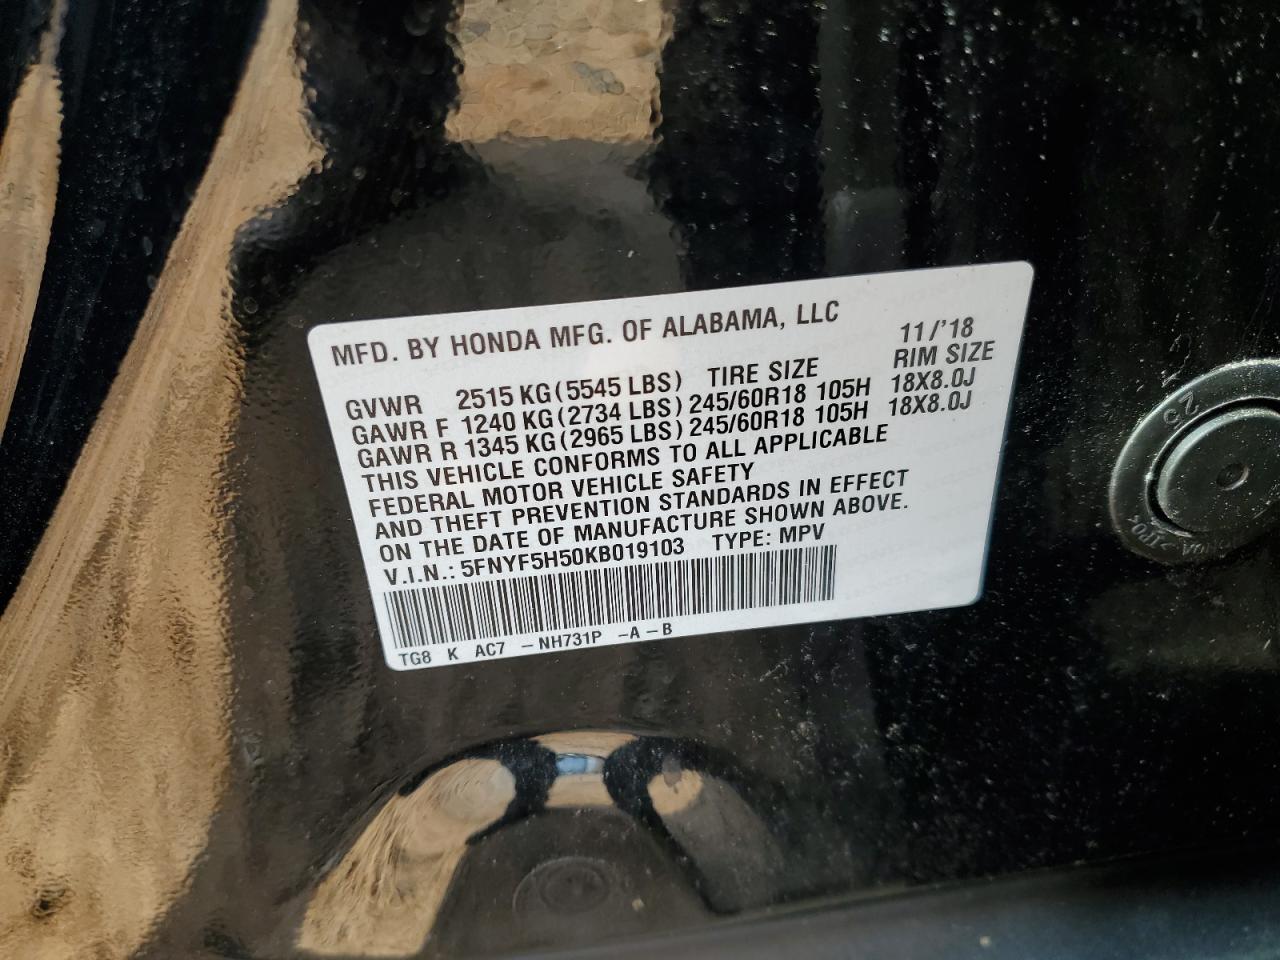 MFD. BY HONDA MFG. OF ALABAMA, LLC 11/'18
GVWR 2515 KG (5545 LBS) TIRE SIZE RIM SIZE
GAWR F 1240 KG (2734 LBS) 245/60R18 105H 18X8.0J
GAWR R 1345 KG (2965 LBS) 245/60R18 105H 18X8.0J
THIS VEHICLE CONFORMS TO ALL APPLICABLE
FEDERAL MOTOR VEHICLE SAFETY
AND THEFT PREVENTION STANDARDS IN EFFECT
ON THE DATE OF MANUFACTURE SHOWN ABOVE.
V.I.N.: 5FNYF5H50KB019103 TYPE: MPV
TG8 K AC7 -NH731P -A-B
23